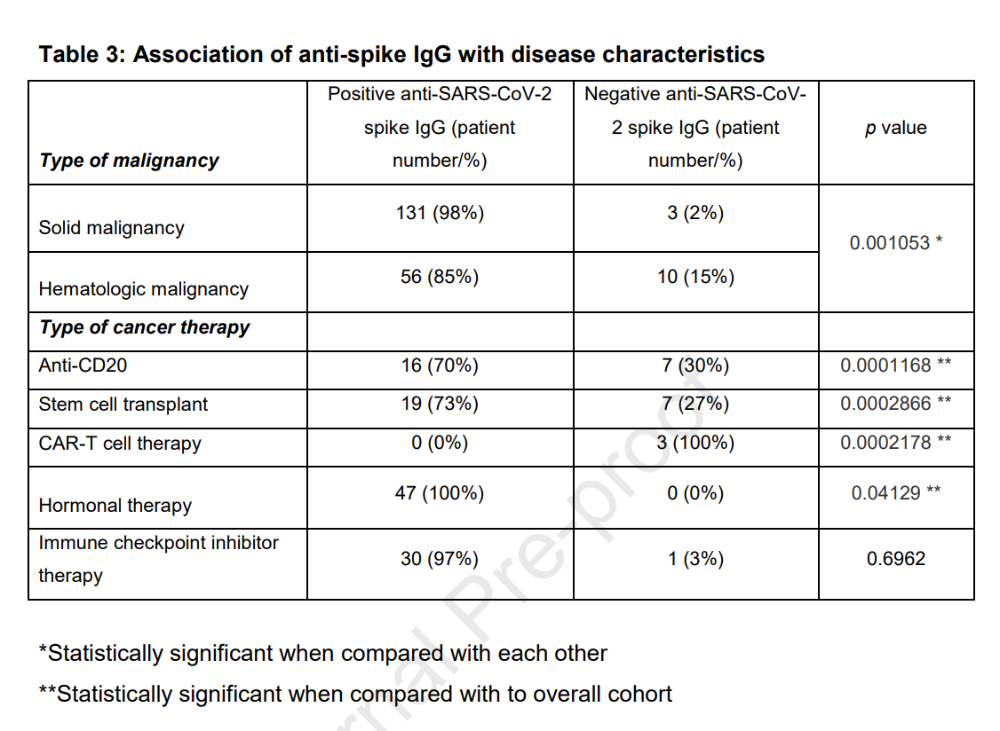 Table 3: Association of anti-spike IgG with disease characteristics
Type of malignancy
Positive anti-SARS-CoV-2
spike IgG (patient
number/%)
Negative anti-SARS-CoV-
2 spike IgG (patient
number/%)
p value
Solid malignancy 131 (98%) 3 (2%) 0.001053 *
Hematologic malignancy 56 (85%) 10 (15%)
Type of cancer therapy
Anti-CD20 16 (70%) 7 (30%) 0.0001168 **
Stem cell transplant 19 (73%) 7 (27%) 0.0002866 **
CAR-T cell therapy 0 (0%) 3 (100%) 0.0002178 **
Hormonal therapy 47 (100%) 0 (0%) 0.04129 **
Immune checkpoint inhibitor
therapy 30 (97%) 1 (3%) 0.6962
*Statistically significant when compared with each other
**Statistically significant when compared with to overall cohort
Pre-proof